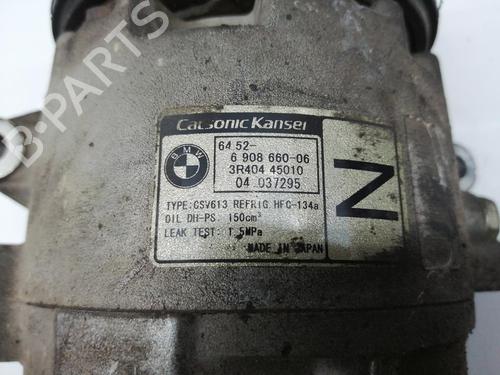 Calsonic Kansei
BMW
64 52-
6 908 660-06
3R404 45010
04 037295
TYPE:CSV613 REFRIG HFC-134a
OIL DH-PS: 150cm³
LEAK TEST: 1.5MPa
MADE IN JAPAN
N
B-PARTS